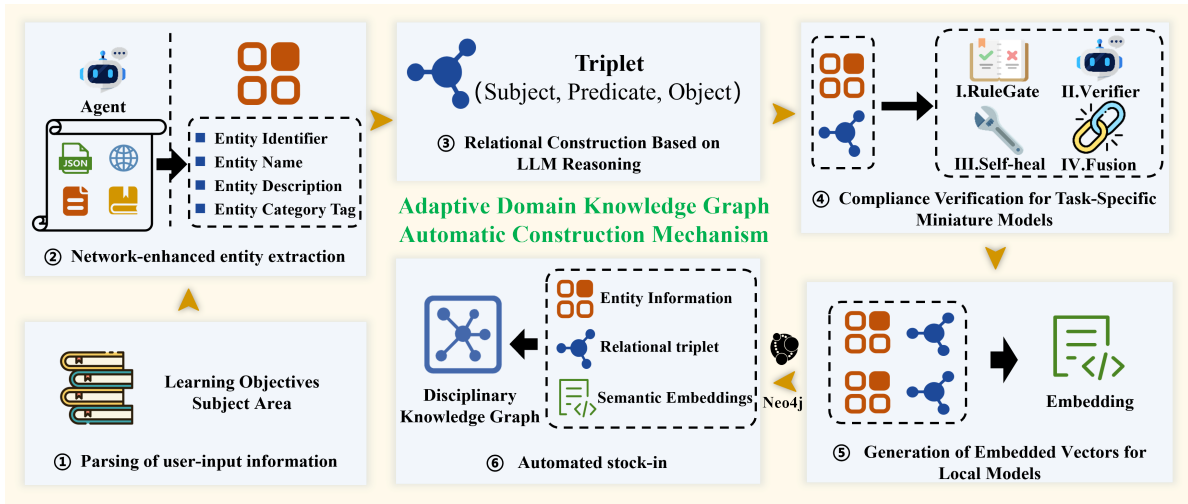 Learning Objectives
Subject Area
① Parsing of user-input information
Agent
JSON
Entity Identifier
Entity Name
Entity Description
Entity Category Tag
② Network-enhanced entity extraction
Triplet
(Subject, Predicate, Object)
③ Relational Construction Based on
LLM Reasoning
I.RuleGate
II.Verifier
III.Self-heal
IV.Fusion
④ Compliance Verification for Task-Specific
Miniature Models
Adaptive Domain Knowledge Graph
Automatic Construction Mechanism
Embedding
⑤ Generation of Embedded Vectors for
Local Models
Neo4j
Entity Information
Relational triplet
Semantic Embeddings
Disciplinary
Knowledge Graph
⑥ Automated stock-in